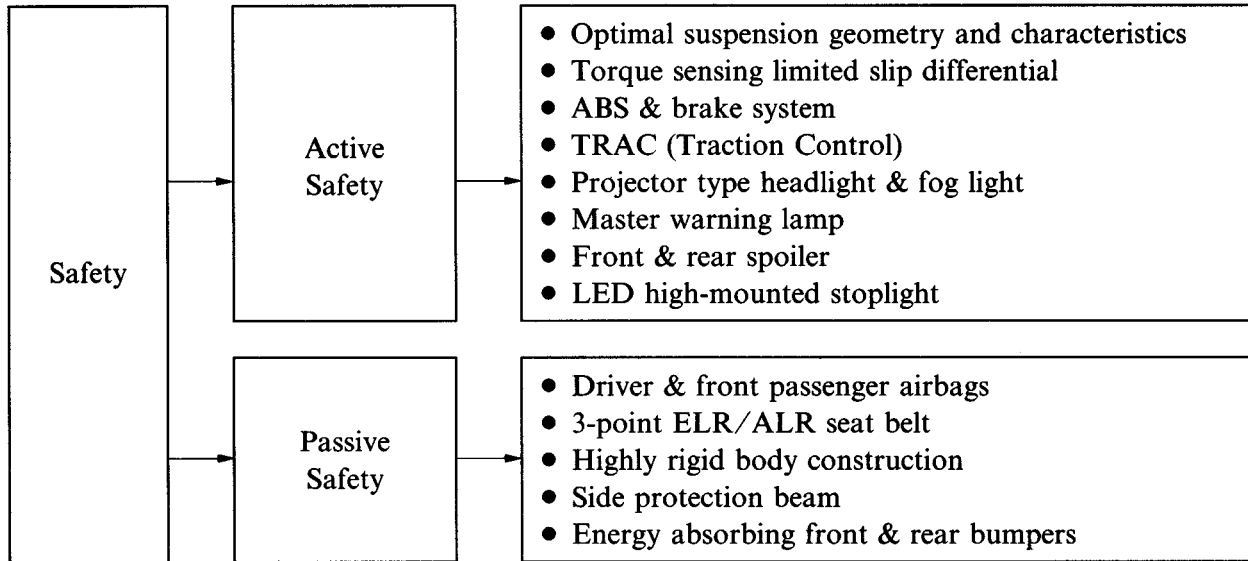 Safety
Active
Safety
● Optimal suspension geometry and characteristics
● Torque sensing limited slip differential
● ABS & brake system
● TRAC (Traction Control)
● Projector type headlight & fog light
● Master warning lamp
● Front & rear spoiler
● LED high-mounted stoplight
Passive
Safety
● Driver & front passenger airbags
● 3-point ELR/ALR seat belt
● Highly rigid body construction
● Side protection beam
● Energy absorbing front & rear bumpers